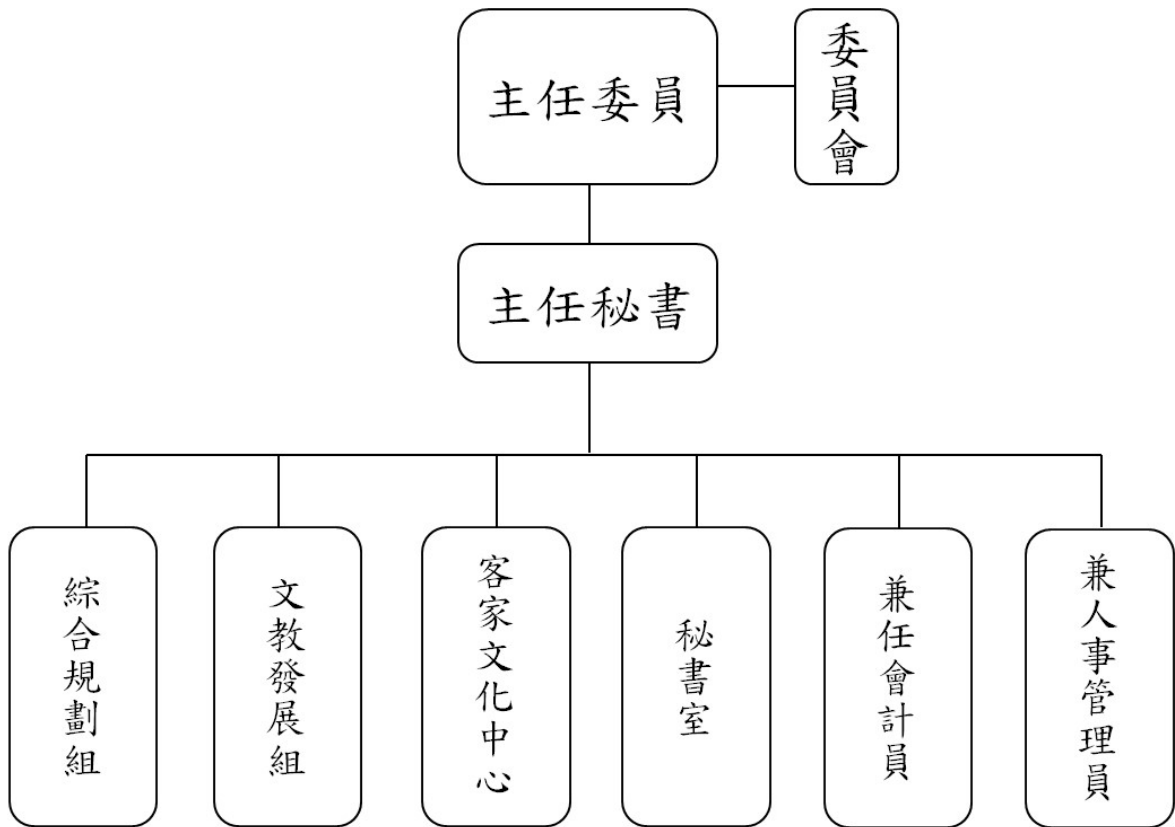 主任委員
委員會
主任秘書
綜合規劃組
文教發展組
客家文化中心
秘書室
兼任會計員
兼人事管理員